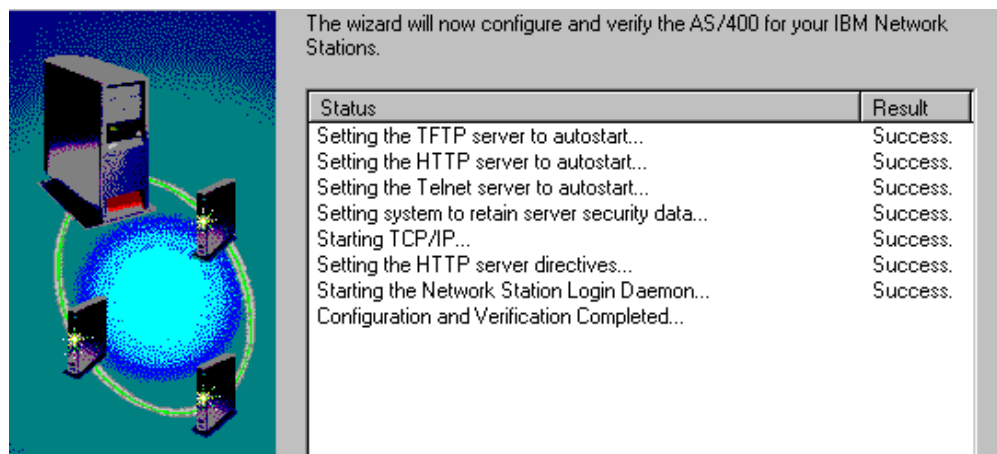 The wizard will now configure and verify the AS/400 for your IBM Network
Stations.
Status Result
Setting the TFTP server to autostart... Success.
Setting the HTTP server to autostart... Success.
Setting the Telnet server to autostart... Success.
Setting system to retain server security data... Success.
Starting TCP/IP... Success.
Setting the HTTP server directives... Success.
Starting the Network Station Login Daemon... Success.
Configuration and Verification Completed...